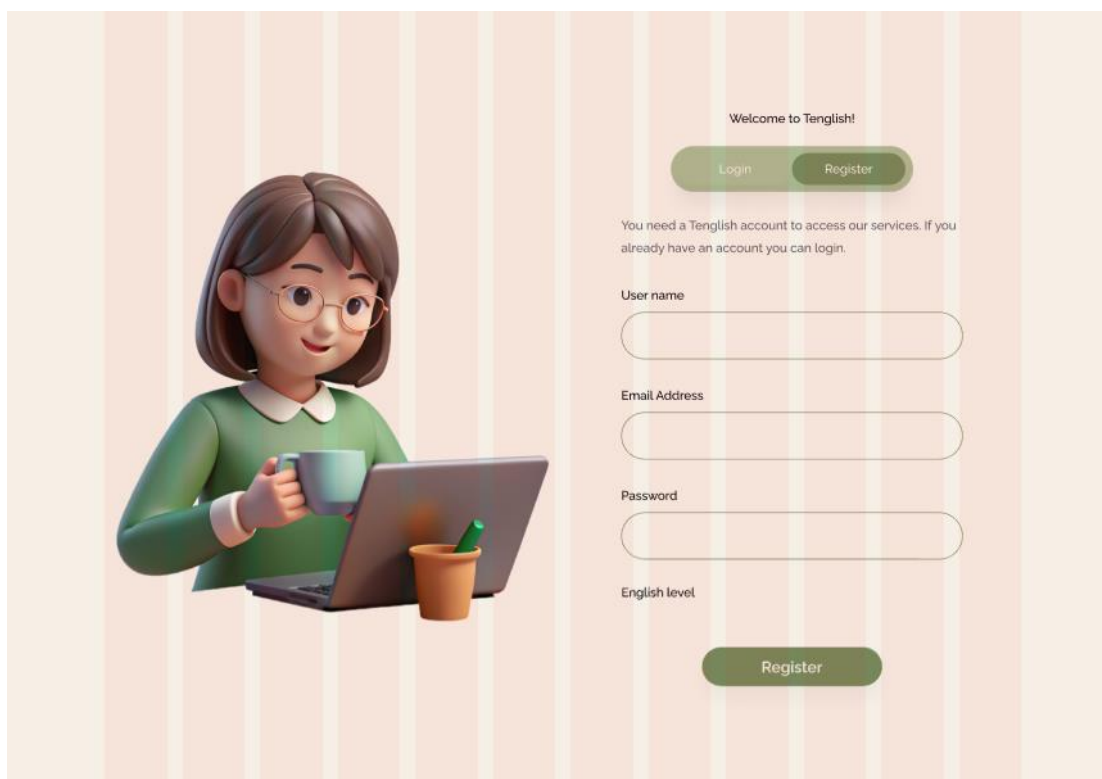 Welcome to Tenglish!
Login
Register
You need a Tenglish account to access our services. If you
already have an account you can login.
User name
Email Address
Password
English level
Register